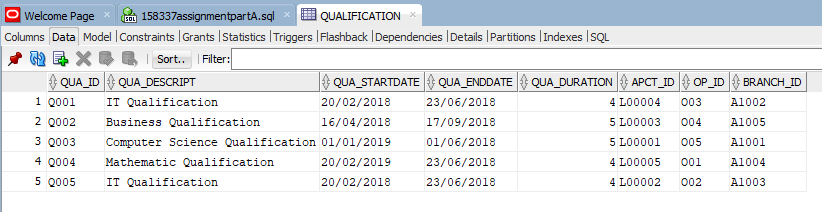 Welcome Page 158337assignmentpartA.sql QUALIFICATION
Columns Data Model Constraints Grants Statistics Triggers Flashback Dependencies Details Partitions Indexes SQL
Sort.. Filter:
QUA_ID QUA_DESCRIPT QUA_STARTDATE QUA_ENDDATE QUA_DURATION APCT_ID OP_ID BRANCH_ID
1 Q001 IT Qualification 20/02/2018 23/06/2018 4 L00004 O03 A1002
2 Q002 Business Qualification 16/04/2018 17/09/2018 5 L00003 O04 A1005
3 Q003 Computer Science Qualification 01/01/2019 01/06/2018 5 L00001 O05 A1001
4 Q004 Mathematic Qualification 20/02/2019 23/06/2018 4 L00005 O01 A1004
5 Q005 IT Qualification 20/02/2018 23/06/2018 4 L00002 O02 A1003